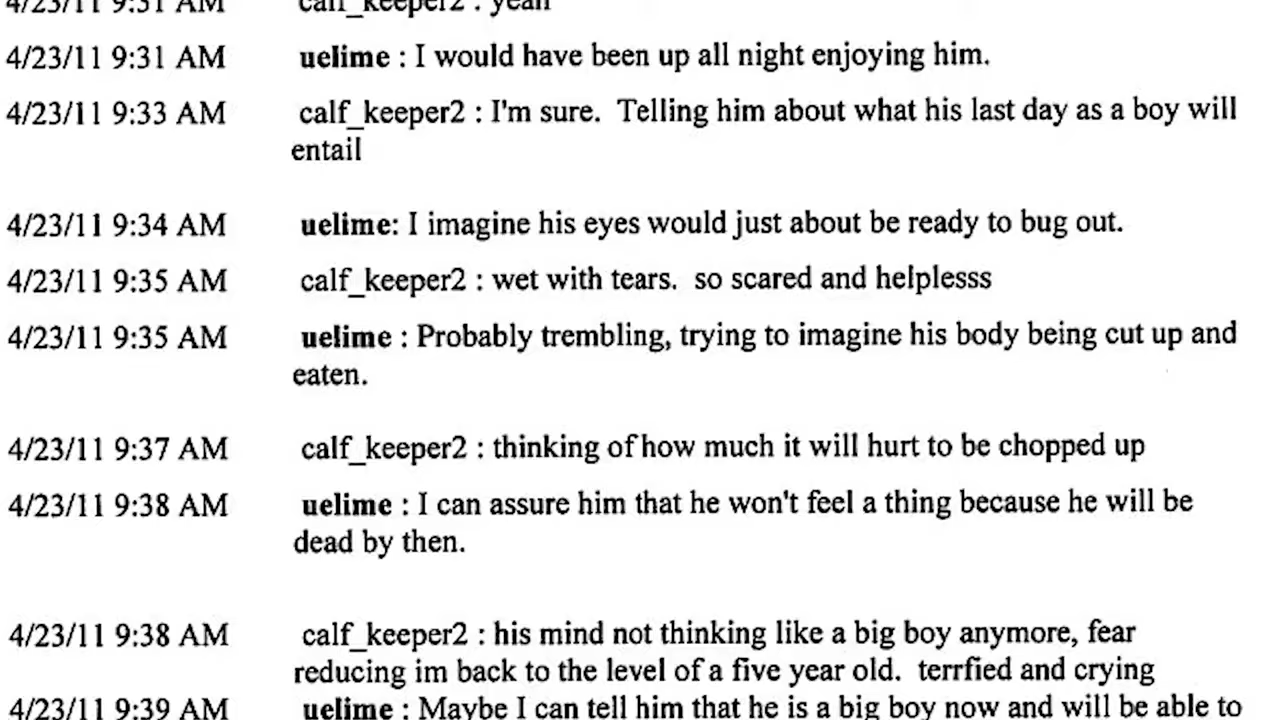 4/23/11 9:31 AM calf_keeper2 : yeah
4/23/11 9:31 AM uelime : I would have been up all night enjoying him.
4/23/11 9:33 AM calf_keeper2 : I'm sure. Telling him about what his last day as a boy will
entail
4/23/11 9:34 AM uelime: I imagine his eyes would just about be ready to bug out.
4/23/11 9:35 AM calf_keeper2 : wet with tears. so scared and helplesss
4/23/11 9:35 AM uelime : Probably trembling, trying to imagine his body being cut up and
eaten.
4/23/11 9:37 AM calf_keeper2 : thinking of how much it will hurt to be chopped up
4/23/11 9:38 AM uelime : I can assure him that he won't feel a thing because he will be
dead by then.
4/23/11 9:38 AM calf_keeper2 : his mind not thinking like a big boy anymore, fear
reducing im back to the level of a five year old. terrfied and crying
4/23/11 9:39 AM uelime : Maybe I can tell him that he is a big boy now and will be able to